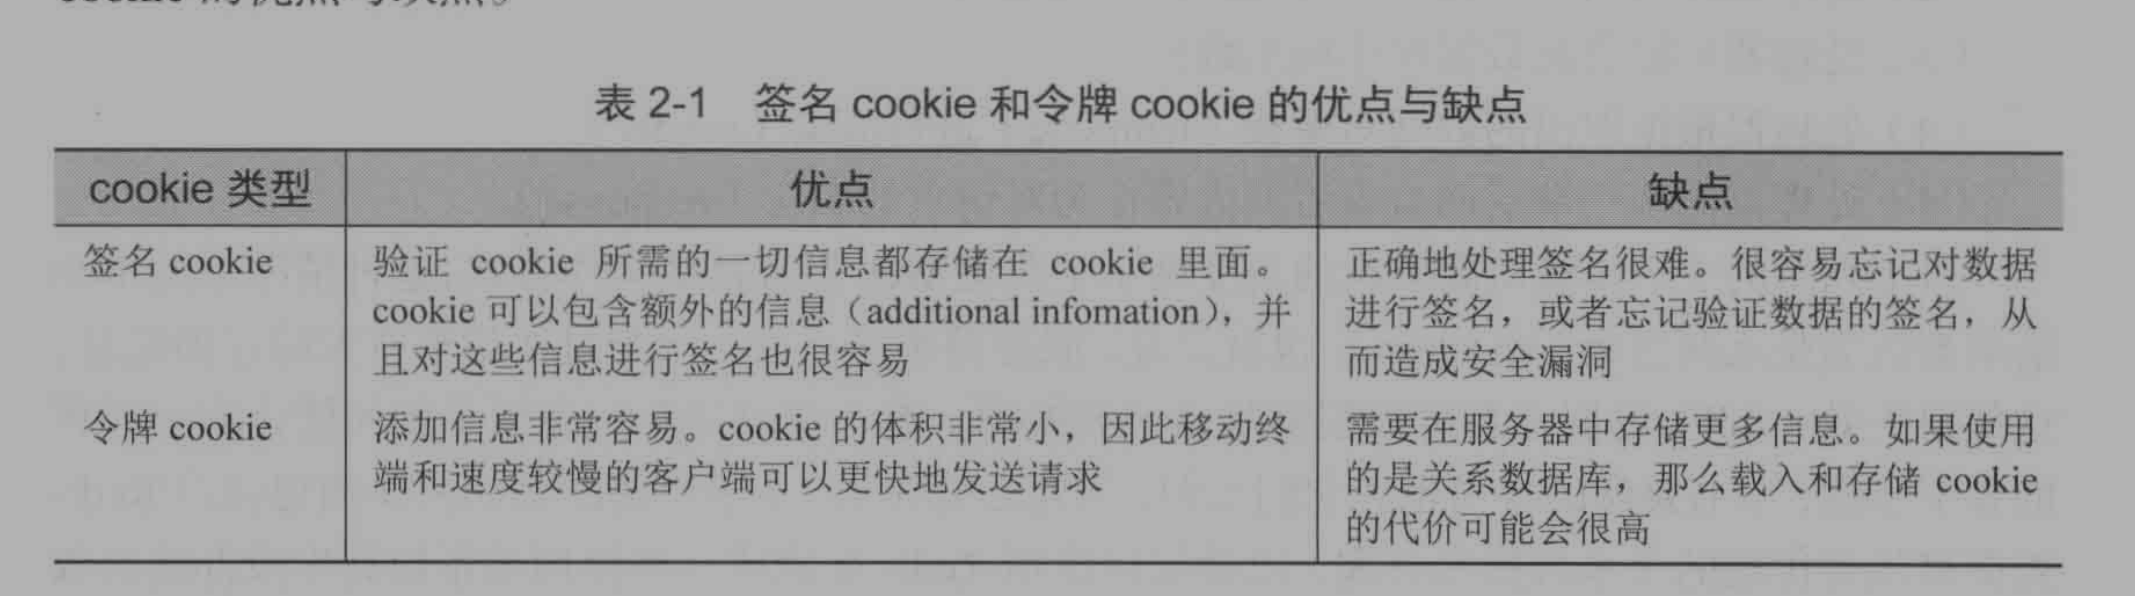 表 2-1 签名 cookie 和令牌 cookie 的优点与缺点
cookie 类型
优点
缺点
签名 cookie
验证 cookie 所需的一切信息都存储在 cookie 里面。
cookie 可以包含额外的信息（additional infomation），并
且对这些信息进行签名也很容易
正确地处理签名很难。很容易忘记对数据
进行签名，或者忘记验证数据的签名，从
而造成安全漏洞
令牌 cookie
添加信息非常容易。cookie 的体积非常小，因此移动终
端和速度较慢的客户端可以更快地发送请求
需要在服务器中存储更多信息。如果使用
的是关系数据库，那么载入和存储 cookie
的代价可能会很高